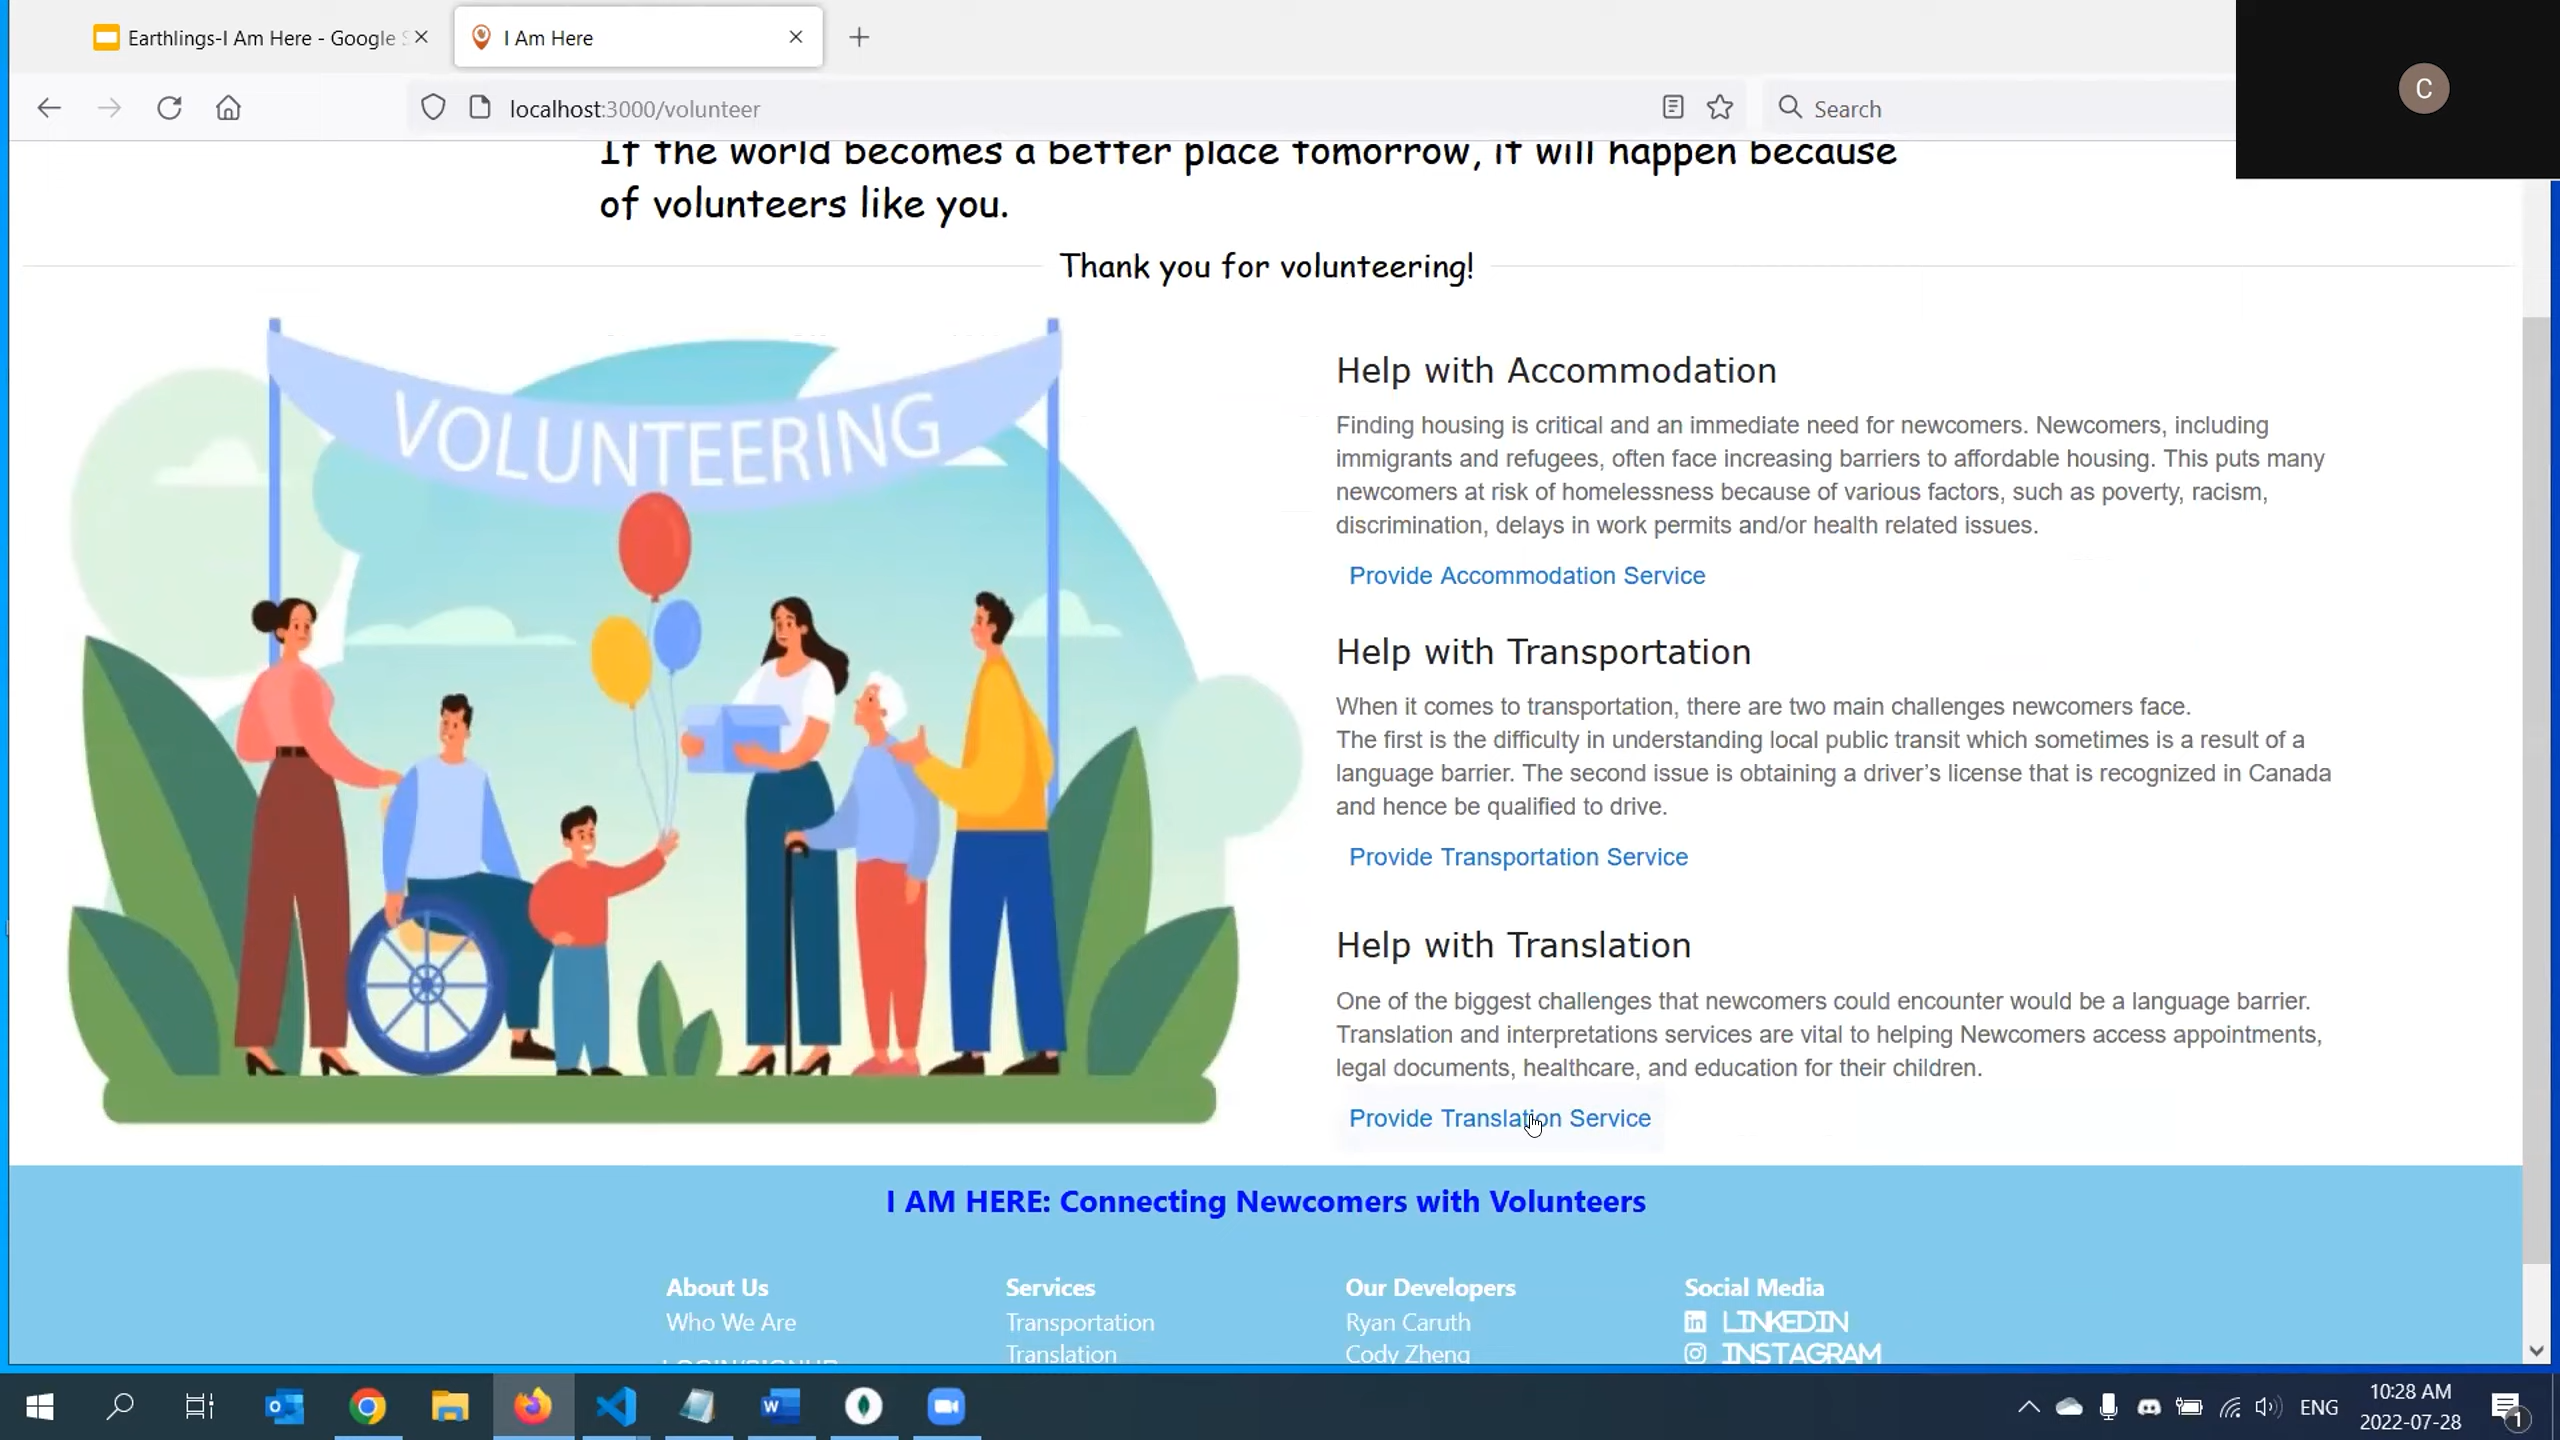 Earthlings-I Am Here - Google S
I Am Here
localhost:3000/volunteer
Search
C
If the world becomes a better place tomorrow, it will happen because
of volunteers like you.
Thank you for volunteering!
VOLUNTEERING
Help with Accommodation
Finding housing is critical and an immediate need for newcomers. Newcomers, including
immigrants and refugees, often face increasing barriers to affordable housing. This puts many
newcomers at risk of homelessness because of various factors, such as poverty, racism,
discrimination, delays in work permits and/or health related issues.
Provide Accommodation Service
Help with Transportation
When it comes to transportation, there are two main challenges newcomers face.
The first is the difficulty in understanding local public transit which sometimes is a result of a
language barrier. The second issue is obtaining a driver’s license that is recognized in Canada
and hence be qualified to drive.
Provide Transportation Service
Help with Translation
One of the biggest challenges that newcomers could encounter would be a language barrier.
Translation and interpretations services are vital to helping Newcomers access appointments,
legal documents, healthcare, and education for their children.
Provide Translation Service
I AM HERE: Connecting Newcomers with Volunteers
About Us
Who We Are
LOGIN/SIGNUP
Services
Transportation
Translation
Our Developers
Ryan Caruth
Cody Zheng
Social Media
LINKEDIN
INSTAGRAM
ENG
10:28 AM
2022-07-28
1